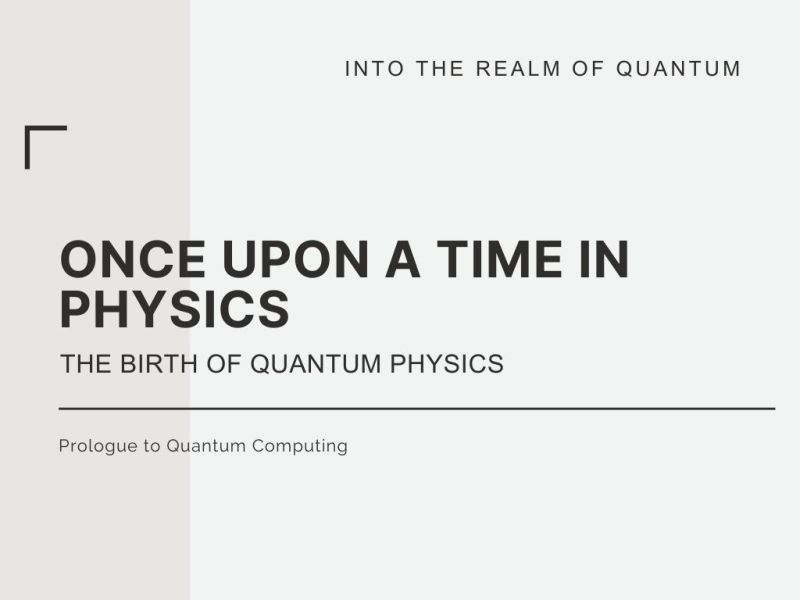 INTO THE REALM OF QUANTUM
ONCE UPON A TIME IN
PHYSICS
THE BIRTH OF QUANTUM PHYSICS
Prologue to Quantum Computing